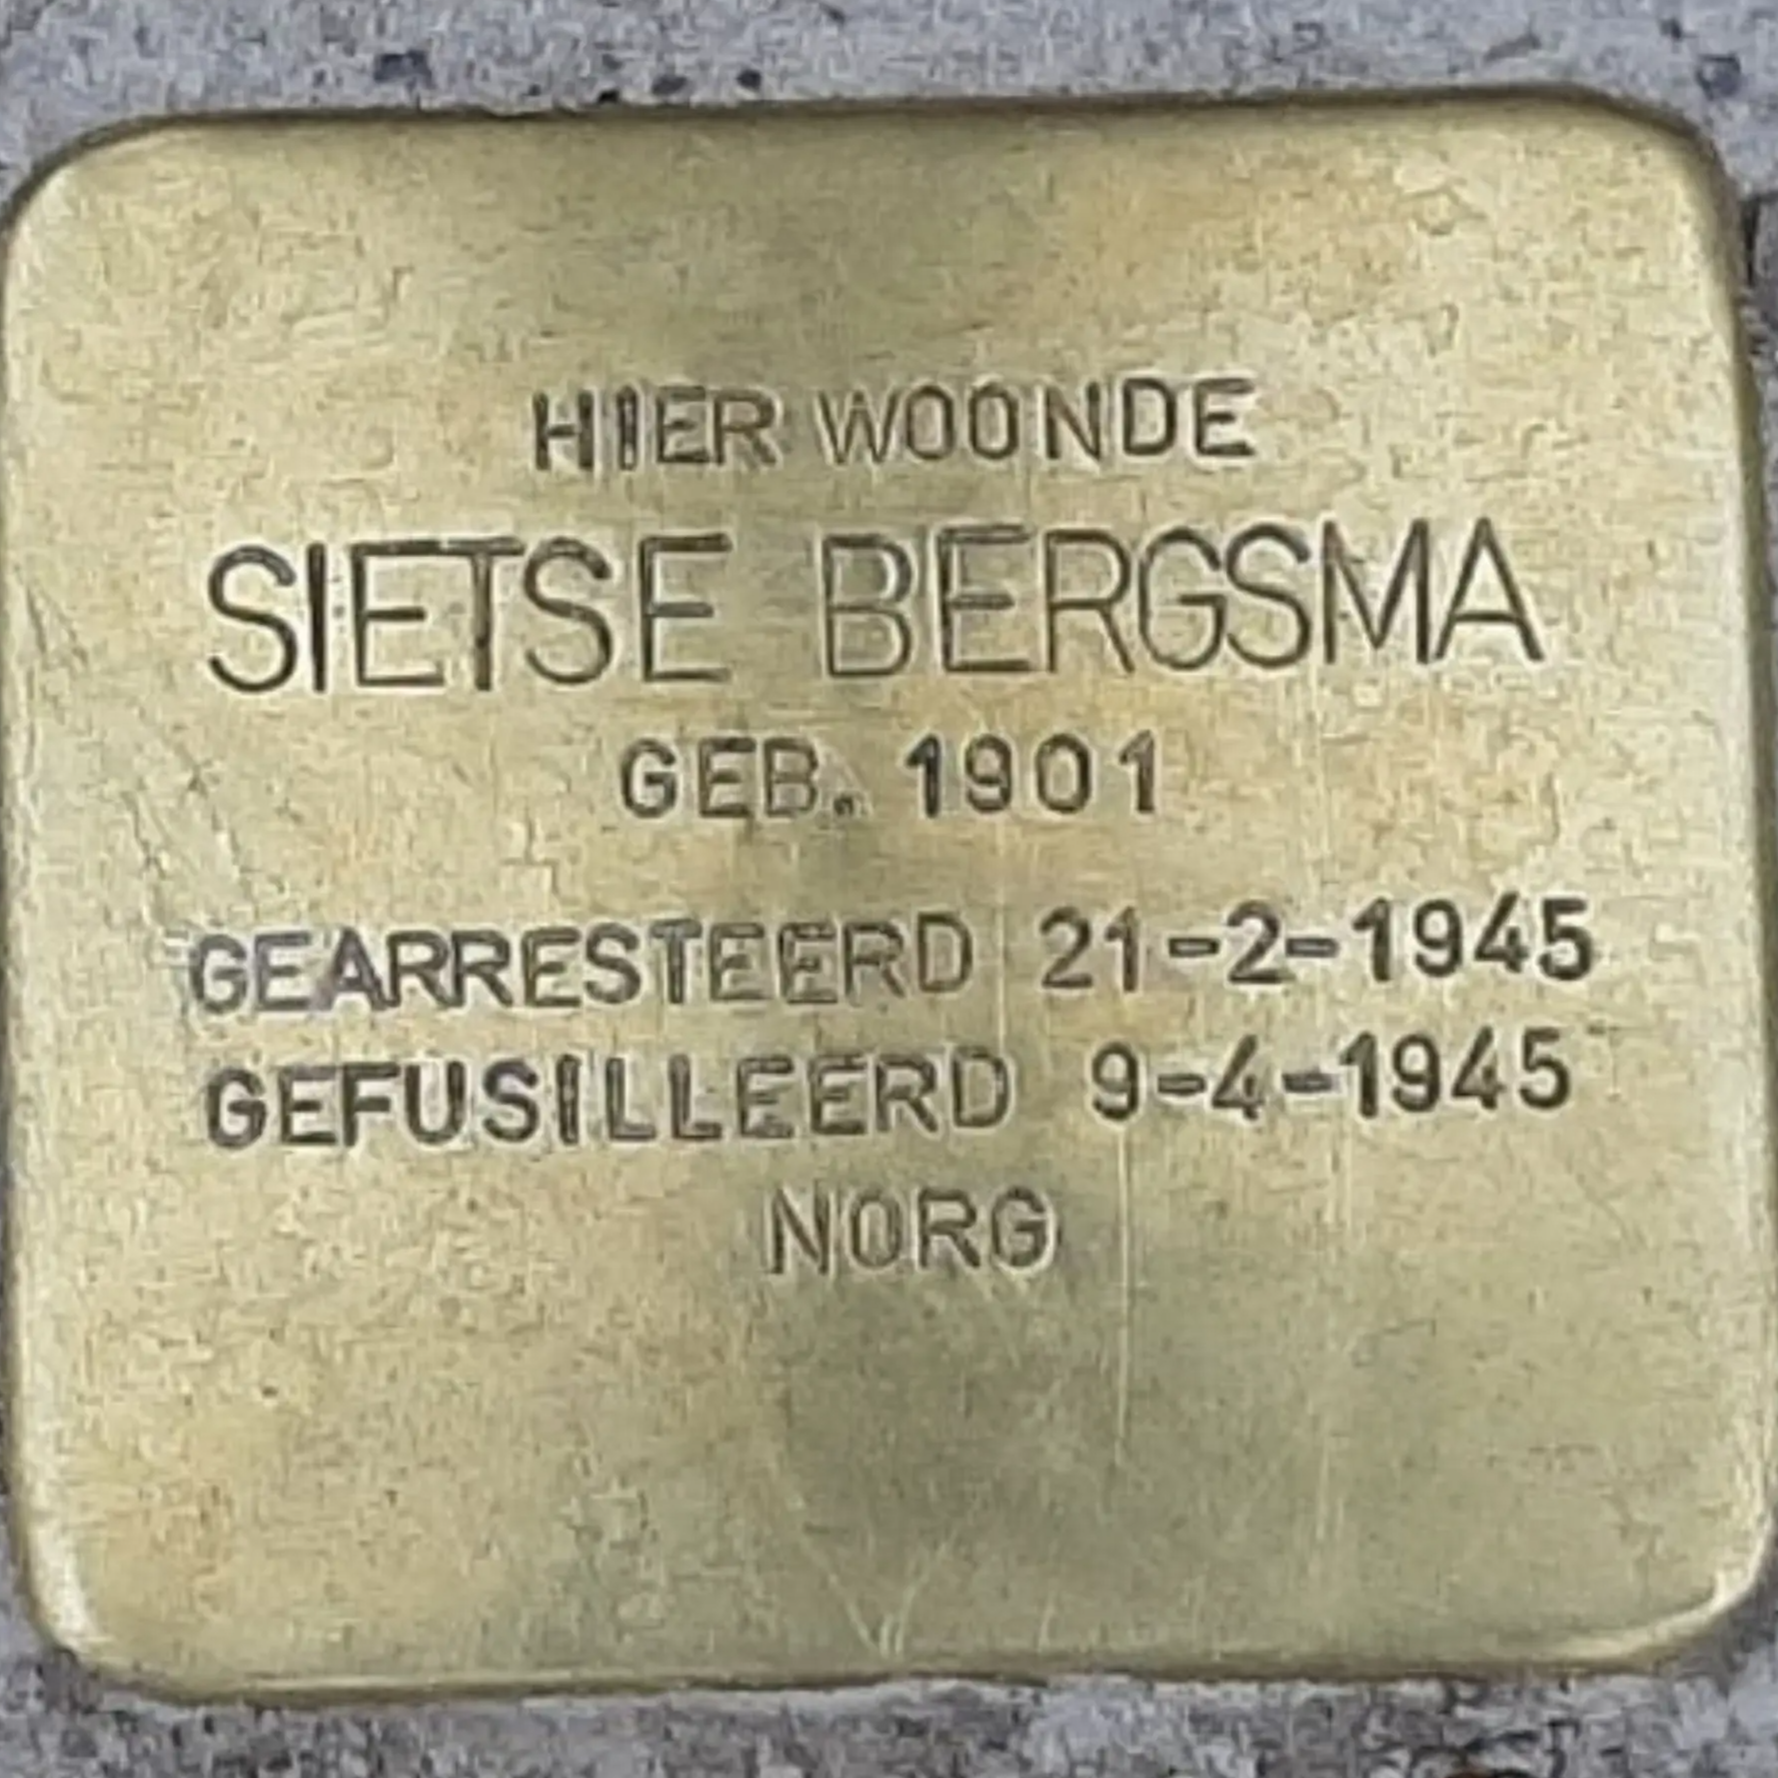 HIER WOONDE
SIETSE BERGSMA
GEB. 1901
GEARRESTEERD 21-2-1945
GEFUSILLEERD 9-4-1945
NORG